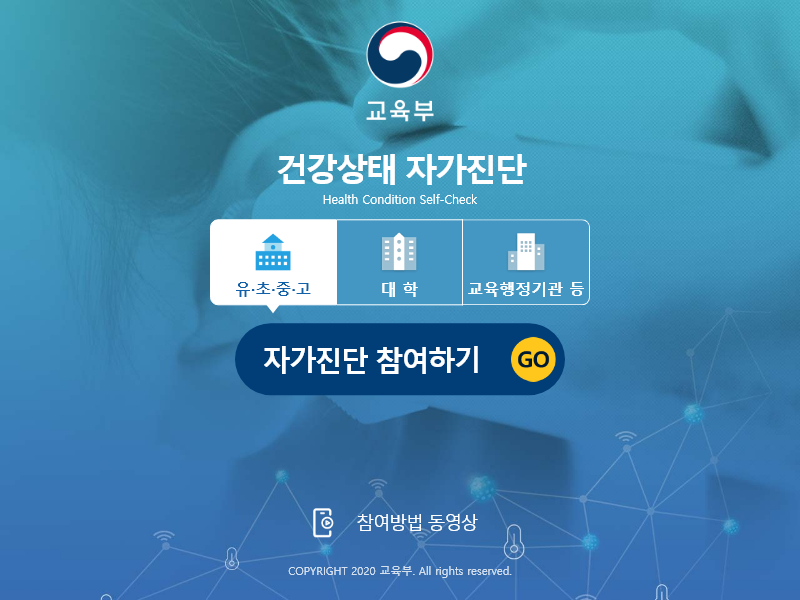 교육부
건강상태 자가진단
Health Condition Self-Check
유·초·중·고
대 학
교육행정기관 등
자가진단 참여하기 GO
참여방법 동영상
COPYRIGHT 2020 교육부. All rights reserved.